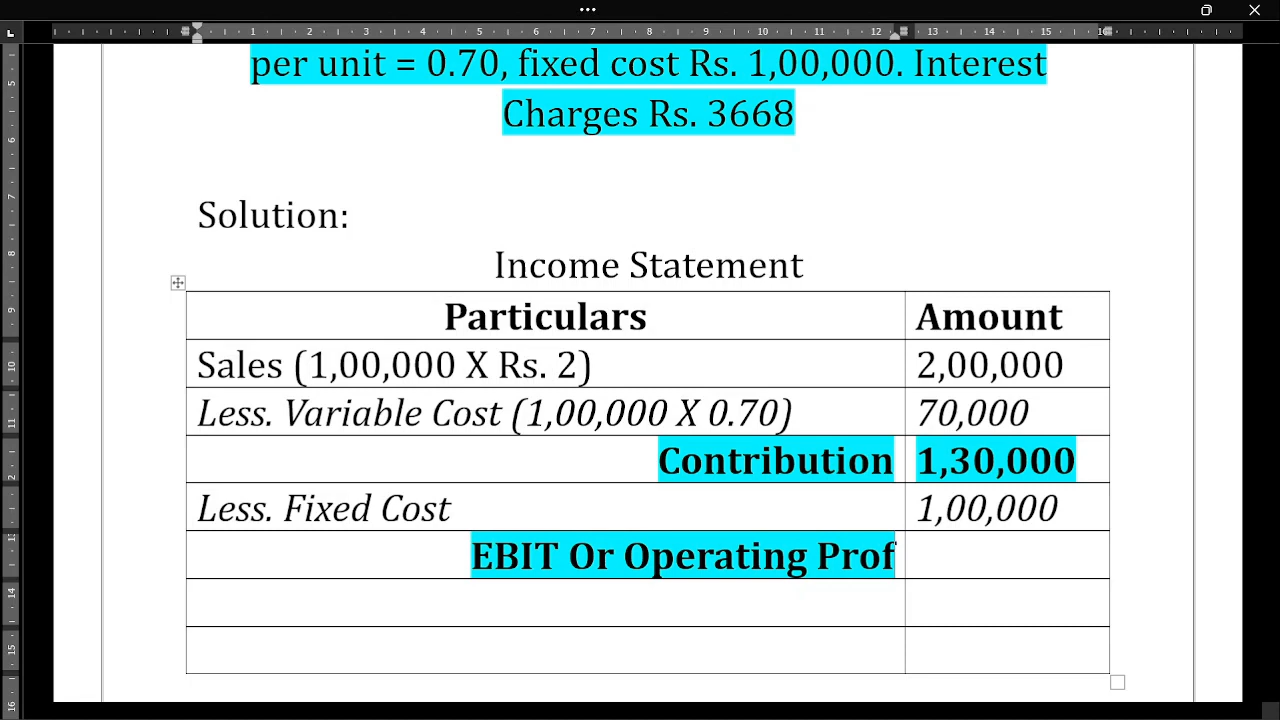 per unit = 0.70, fixed cost Rs. 1,00,000. Interest
Charges Rs. 3668
Solution:
Income Statement
Particulars Amount
Sales (1,00,000 X Rs. 2) 2,00,000
Less. Variable Cost (1,00,000 X 0.70) 70,000
Contribution 1,30,000
Less. Fixed Cost 1,00,000
EBIT Or Operating Prof